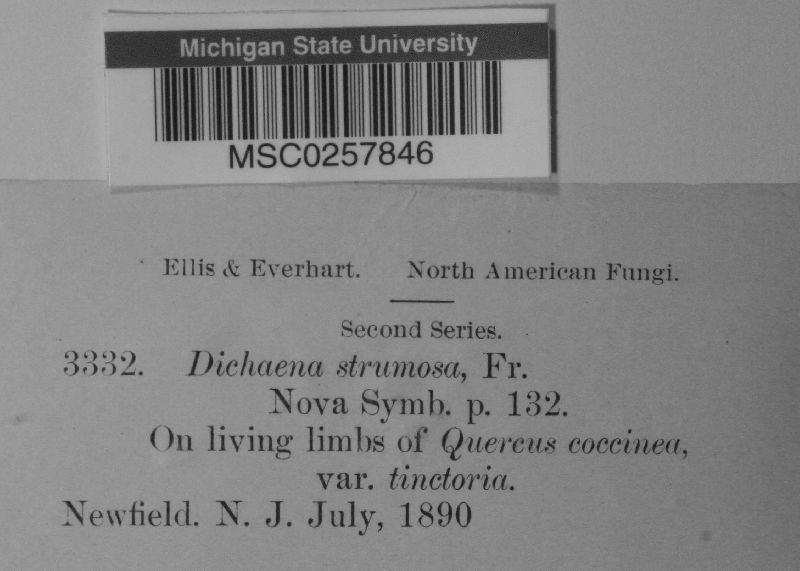 Michigan State University
MSC0257846
Ellis & Everhart. North American Fungi.
Second Series.
3332. Dichaena strumosa, Fr.
Nova Symb. p. 132.
On living limbs of Quercus coccinea,
var. tinctoria.
Newfield. N. J. July, 1890